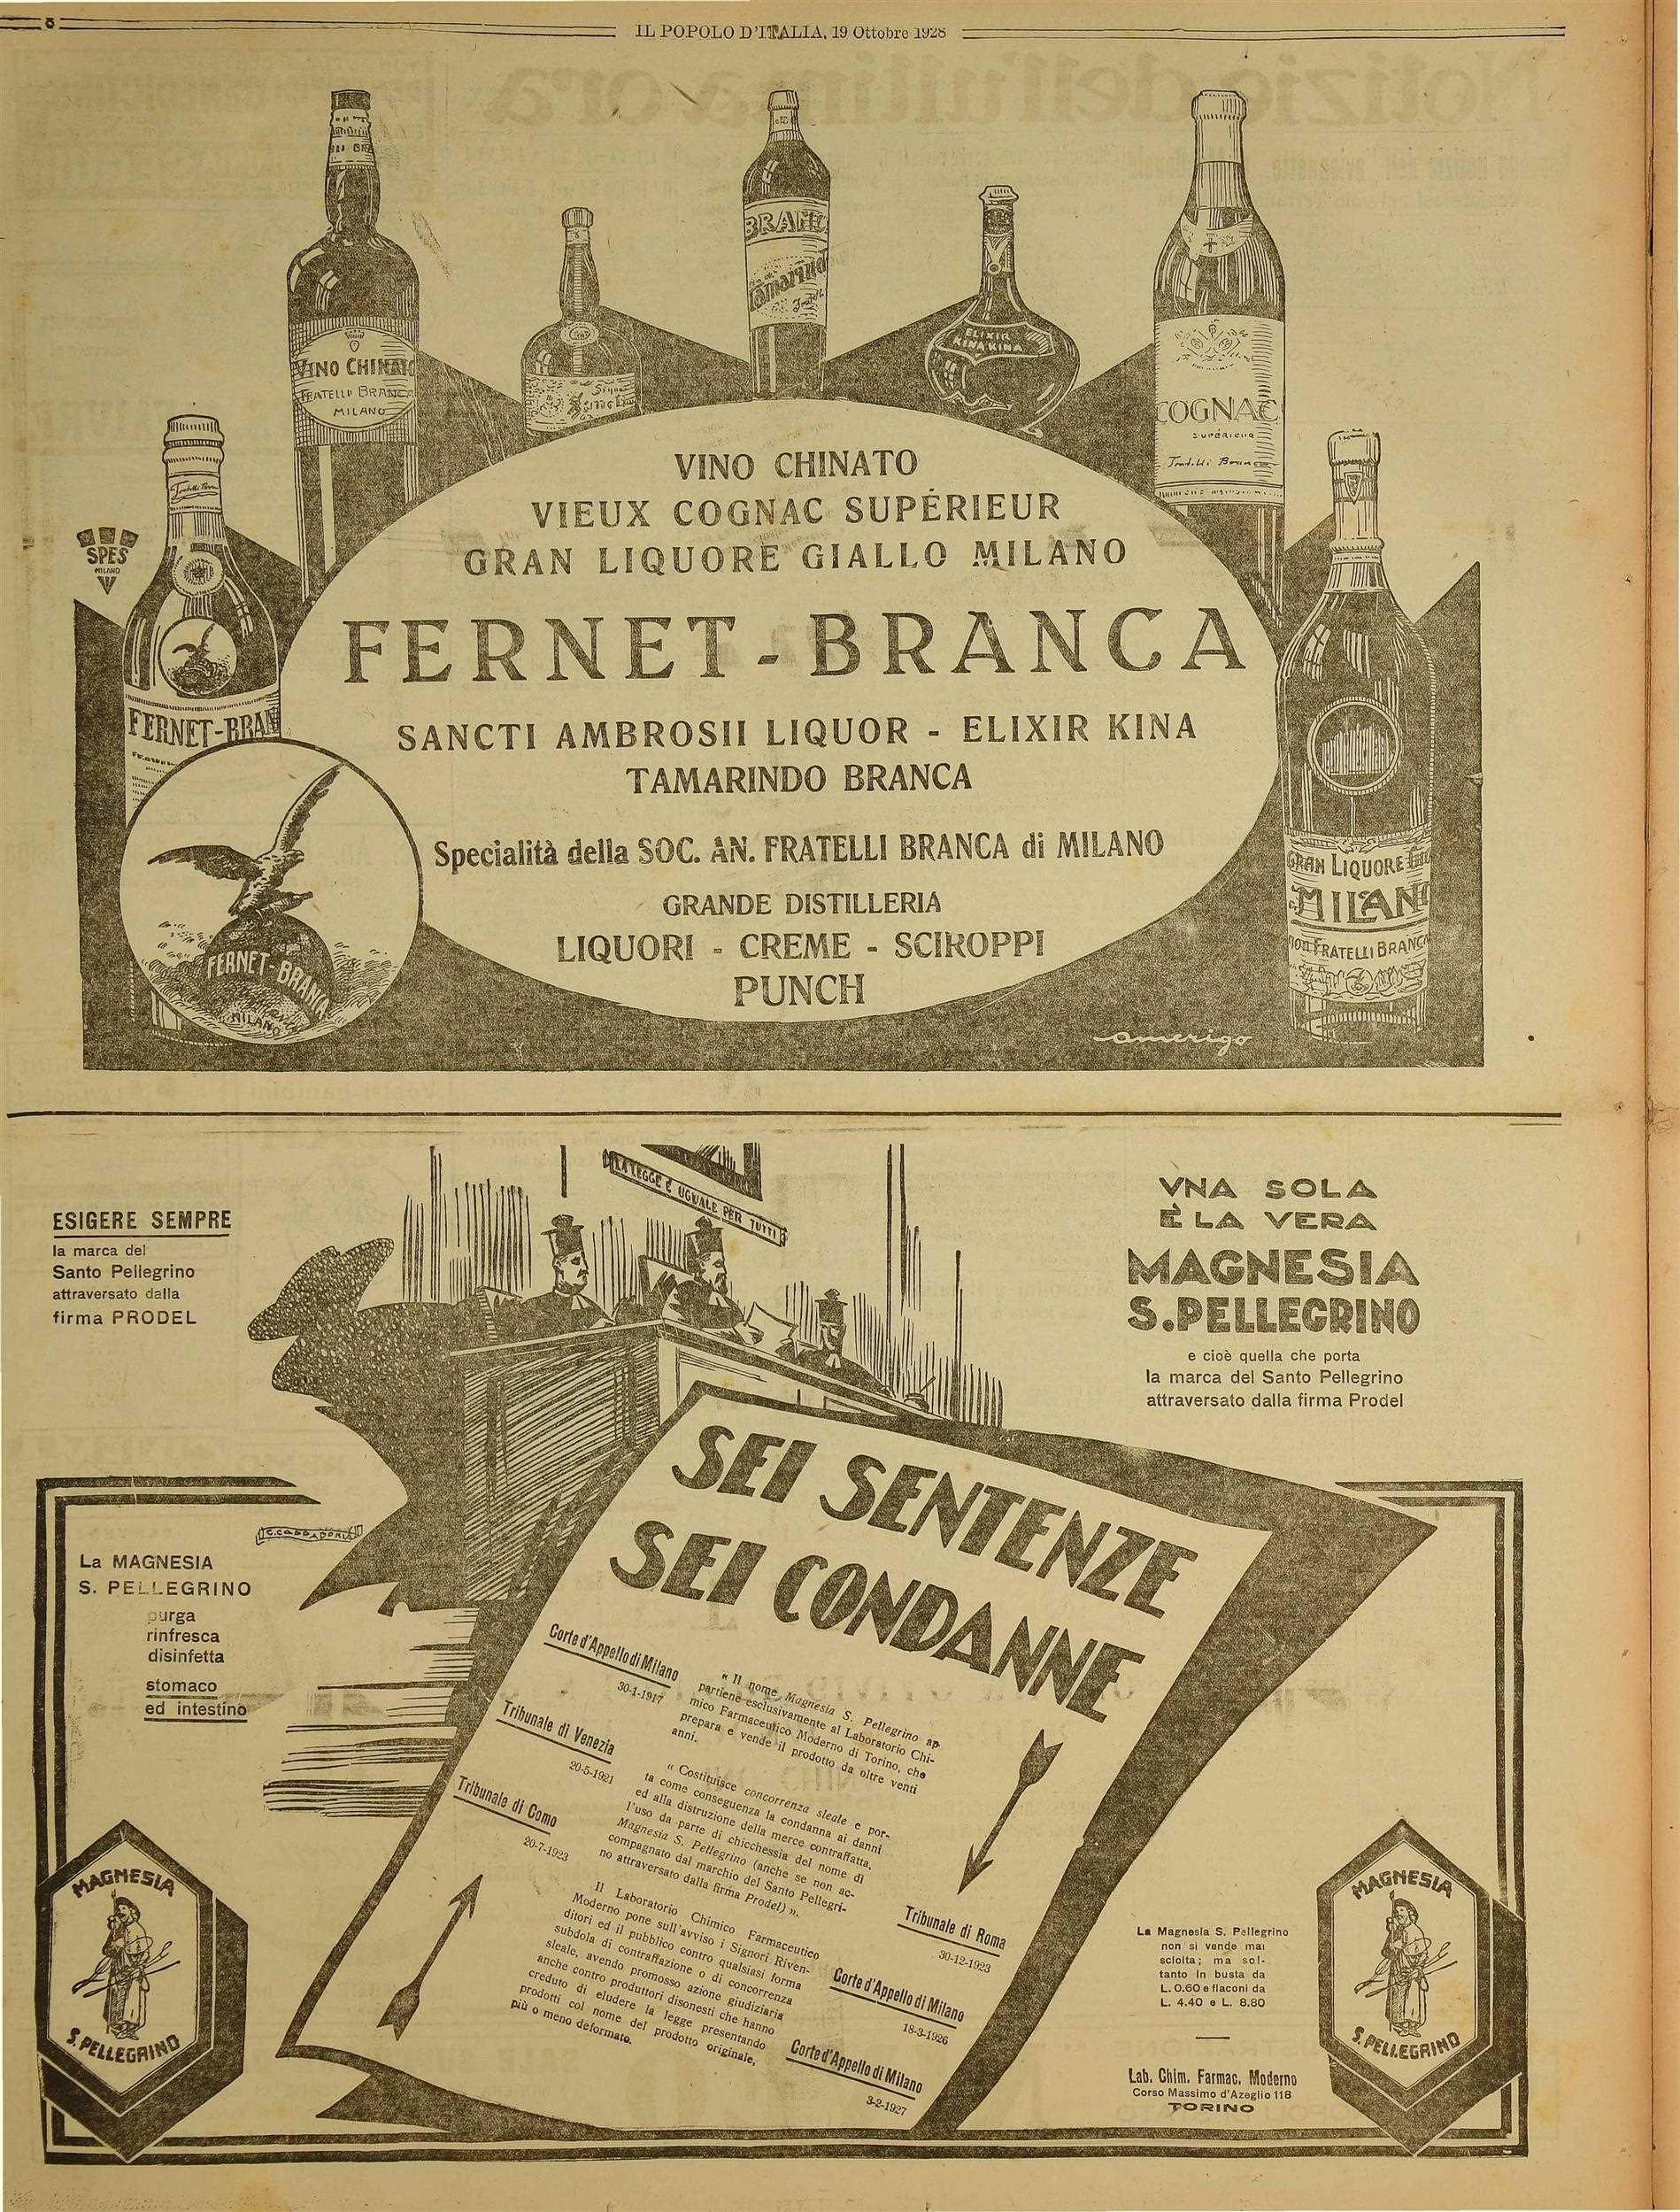 8
IL POPOLO D'ITALIA, 19 Ottobre 1928
VINO CHINATO
FRATELLI BRANCA
MILANO
BRANCA
Tamarindo
ELIXIR
KINA KINA
COGNAC
SUPÉRIEUR
Fratelli Branca
SPES
MILANO
FERNET-BRAN
VINO CHINATO
VIEUX COGNAC SUPÉRIEUR
GRAN LIQUORE GIALLO MILANO
FERNET-BRANCA
SANCTI AMBROSII LIQUOR - ELIXIR KINA
TAMARINDO BRANCA
Specialità della SOC. AN. FRATELLI BRANCA di MILANO
GRANDE DISTILLERIA
LIQUORI - CREME - SCIROPPI
PUNCH
FERNET-BRANCA
MILANO
GRAN LIQUORE
MILANO
FRATELLI BRANCA
amerigo
LA LEGGE È UGUALE PER TUTTI
ESIGERE SEMPRE
la marca del
Santo Pellegrino
attraversato dalla
firma PRODEL
VNA SOLA
È LA VERA
MAGNESIA
S.PELLEGRINO
e cioè quella che porta
la marca del Santo Pellegrino
attraversato dalla firma Prodel
G. CAPPADONIA
La MAGNESIA
S. PELLEGRINO
purga
rinfresca
disinfetta
stomaco
ed intestino
SEI SENTENZE
SEI CONDANNE
Corte d'Appello di Milano
30-1-1917
Tribunale di Venezia
20-5-1921
Tribunale di Como
20-7-1923
« Il nome Magnesia S. Pellegrino ap
partiene esclusivamente al Laboratorio Chi-
mico Farmaceutico Moderno di Torino, che
prepara e vende il prodotto da oltre venti
anni.
« Costituisce concorrenza sleale e por-
ta come conseguenza la condanna ai danni
ed alla distruzione della merce contraffatta,
l'uso da parte di chicchessia del nome di
Magnesia S. Pellegrino (anche se non ac-
compagnato dal marchio del Santo Pellegri-
no attraversato dalla firma Prodel) ».
Il Laboratorio Chimico Farmaceutico
Moderno pone sull'avviso i Signori Riven-
ditori ed il pubblico contro qualsiasi forma
subdola di contraffazione o di concorrenza
sleale, avendo promosso azione giudiziaria
anche contro produttori disonesti che hanno
creduto di eludere la legge presentando
prodotti col nome del prodotto originale,
più o meno deformato.
Tribunale di Roma
30-12-1923
Corte d'Appello di Milano
18-3-1926
Corte d'Appello di Milano
3-2-1927
MAGNESIA
S. PELLEGRINO
La Magnesia S. Pellegrino
non si vende mai
sciolta; ma sol-
tanto in busta da
L. 0.60 e flaconi da
L. 4.40 e L. 8.80
Lab. Chim. Farmac. Moderno
Corso Massimo d'Azeglio 118
TORINO
MAGNESIA
S. PELLEGRINO